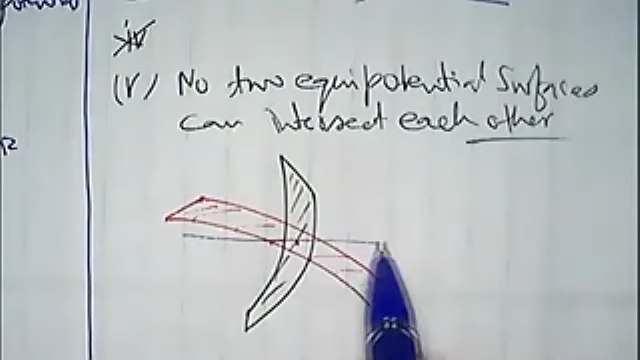 (V) No two equipotential Surfaces
can intersect each other